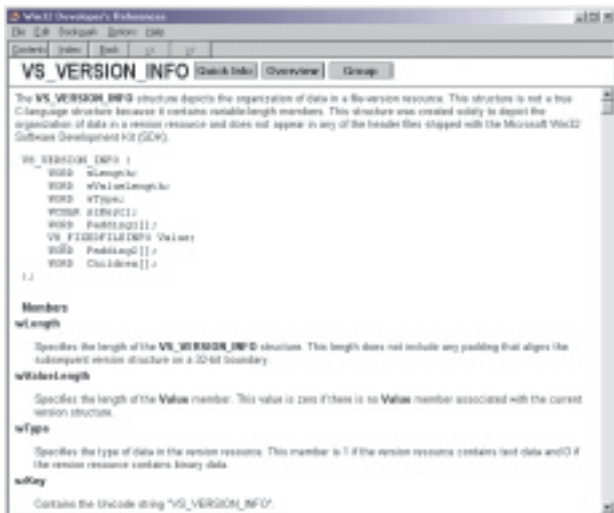 Win32 Developer's References
File Edit Bookmark Options Help
Contents Index Back << >>
VS_VERSION_INFO Quick Info Overview Group
The VS_VERSION_INFO structure depicts the organization of data in a file-version resource. This structure is not a true
C-language structure because it contains variable-length members. This structure was created solely to depict the
organization of data in a version resource and does not appear in any of the header files shipped with the Microsoft Win32
Software Development Kit (SDK).
VS_VERSION_INFO {
WORD wLength;
WORD wValueLength;
WORD wType;
WCHAR szKey[];
WORD Padding1[];
VS_FIXEDFILEINFO Value;
WORD Padding2[];
WORD Children[];
};
Members
wLength
Specifies the length of the VS_VERSION_INFO structure. This length does not include any padding that aligns the
subsequent version structure on a 32-bit boundary.
wValueLength
Specifies the length of the Value member. This value is zero if there is no Value member associated with the current
version structure.
wType
Specifies the type of data in the version resource. This member is 1 if the version resource contains text data and 0 if
the version resource contains binary data.
szKey
Contains the Unicode string "VS_VERSION_INFO".